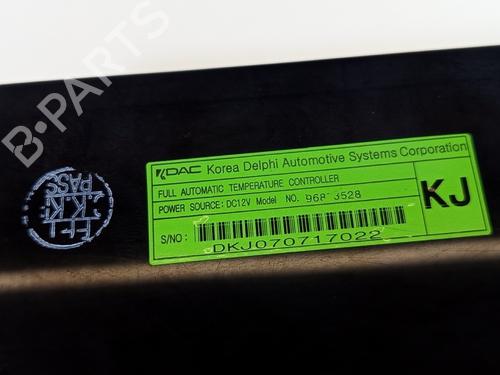 B-PARTS
KDAC Korea Delphi Automotive Systems Corporation
FULL AUTOMATIC TEMPERATURE CONTROLLER
POWER SOURCE: DC12V Model NO. 3528
KJ
S/NO:
DKJ070717022
PASS